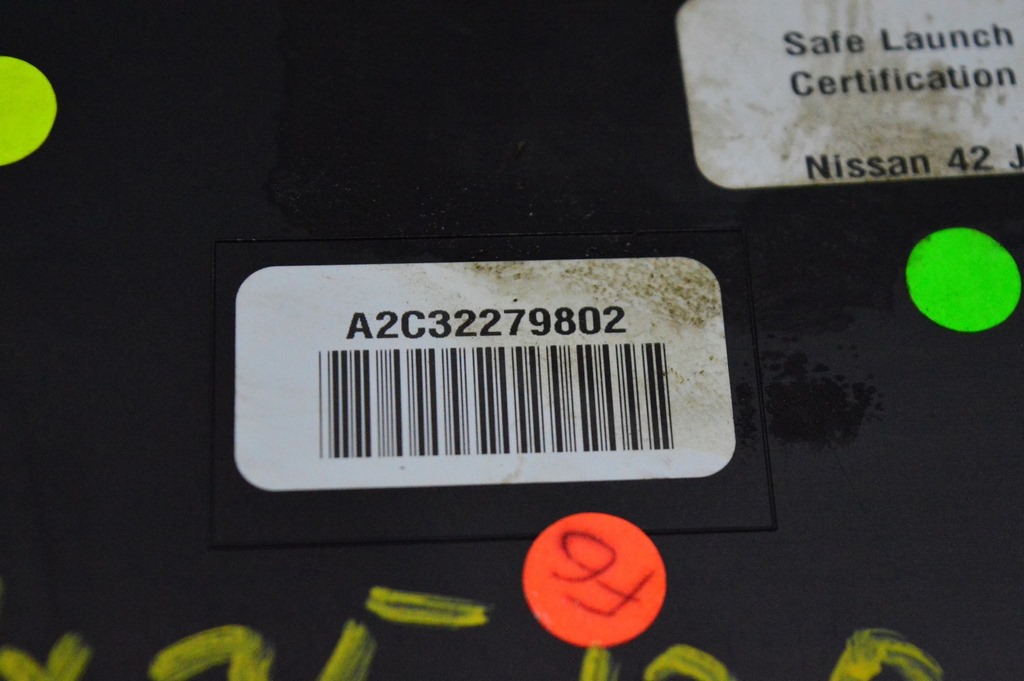 Safe Launch
Certification
Nissan 42 J
A2C32279802